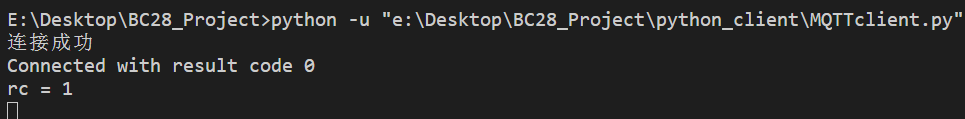 E:\Desktop\BC28_Project>python -u "e:\Desktop\BC28_Project\python_client\MQTTclient.py"
连接成功
Connected with result code 0
rc = 1